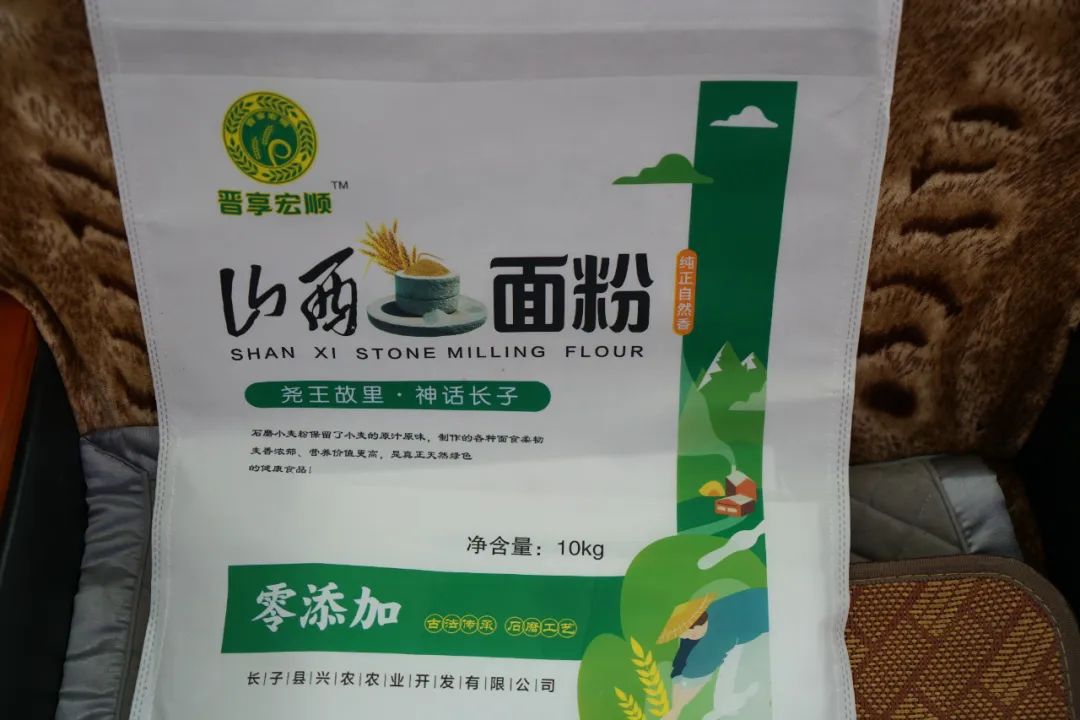 晋享宏顺 TM
山西面粉
SHAN XI STONE MILLING FLOUR
纯正自然香
尧王故里·神话长子
石磨小麦粉保留了小麦的原汁原味，制作的各种面食柔韧
麦香浓郁、营养价值更高，是真正天然绿色
的健康食品！
净含量：10kg
零添加 古法传承 石磨工艺
长子县兴农农业开发有限公司